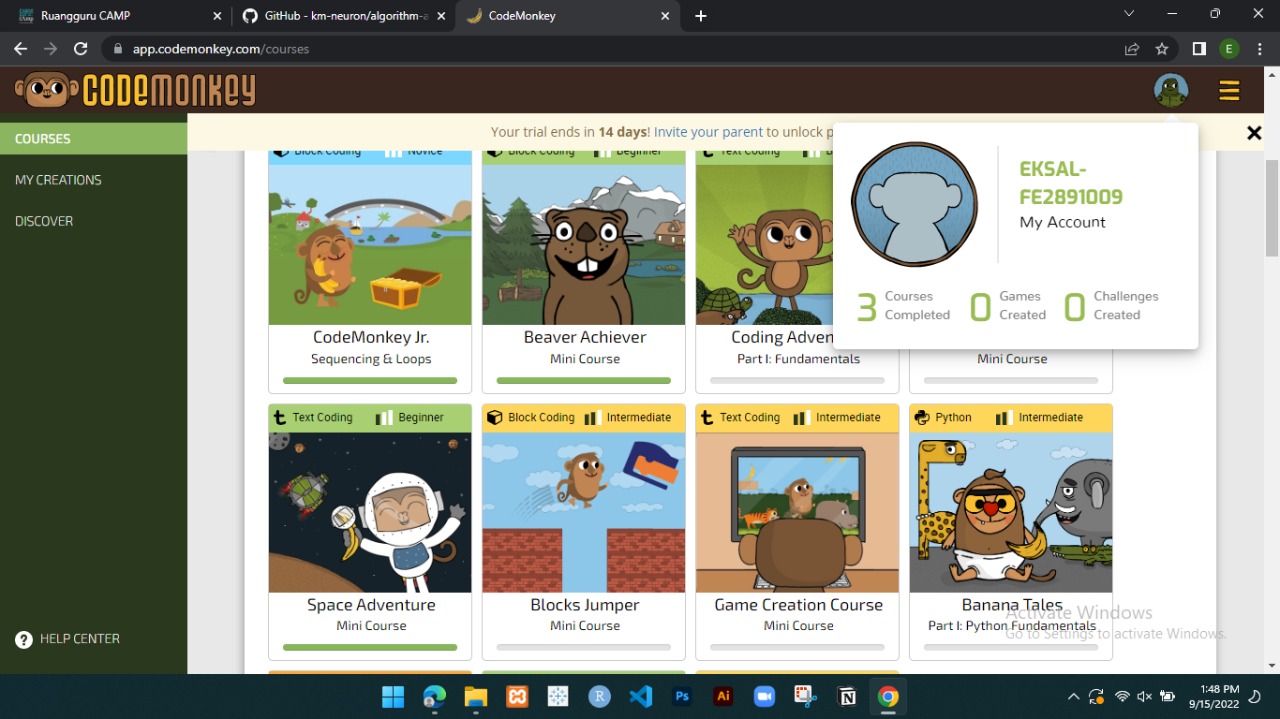 Ruangguru CAMP
GitHub - km-neuron/algorithm-a
CodeMonkey
app.codemonkey.com/courses
E
CODEMONKEY
COURSES
MY CREATIONS
DISCOVER
HELP CENTER
Your trial ends in 14 days! Invite your parent to unlock p
EKSAL-
FE2891009
My Account
3 Courses Completed
0 Games Created
0 Challenges Created
Block Coding Novice
Block Coding Beginner
Text Coding
CodeMonkey Jr.
Sequencing & Loops
Beaver Achiever
Mini Course
Coding Adven
Part I: Fundamentals
Mini Course
Text Coding Beginner
Block Coding Intermediate
Text Coding Intermediate
Python Intermediate
Space Adventure
Mini Course
Blocks Jumper
Mini Course
Game Creation Course
Mini Course
Banana Tales
Part I: Python Fundamentals
Activate Windows
Go to Settings to activate Windows.
R
Ps
Ai
N
1:48 PM
9/15/2022